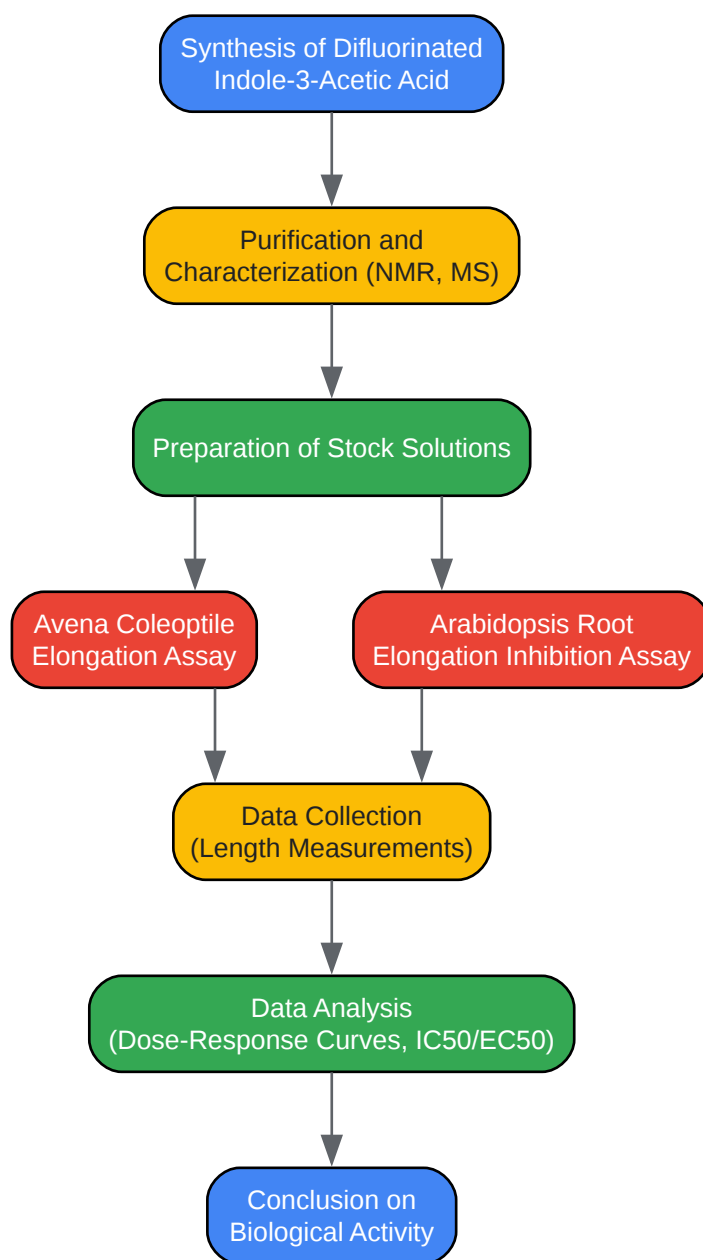 Synthesis of Difluorinated
Indole-3-Acetic Acid
Purification and
Characterization (NMR, MS)
Preparation of Stock Solutions
Avena Coleoptile
Elongation Assay
Arabidopsis Root
Elongation Inhibition Assay
Data Collection
(Length Measurements)
Data Analysis
(Dose-Response Curves, IC50/EC50)
Conclusion on
Biological Activity